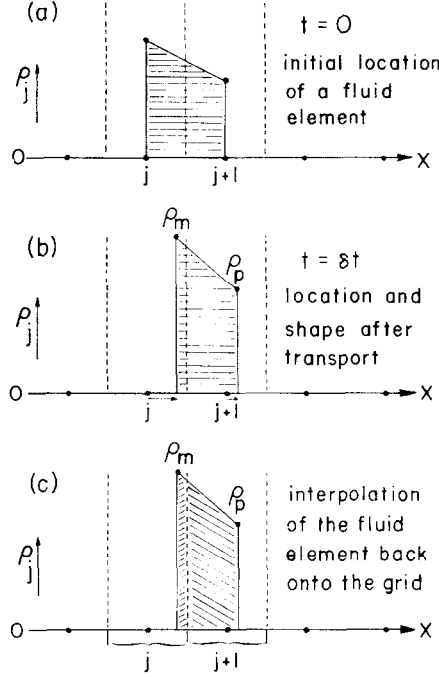 (a)
t = 0
initial location
of a fluid
element
ρj
0
X
j
j+1
(b)
ρm
ρp
t = δt
location and
shape after
transport
ρj
0
X
j
j+1
(c)
ρm
ρp
interpolation
of the fluid
element back
onto the grid
ρj
0
X
j
j+1